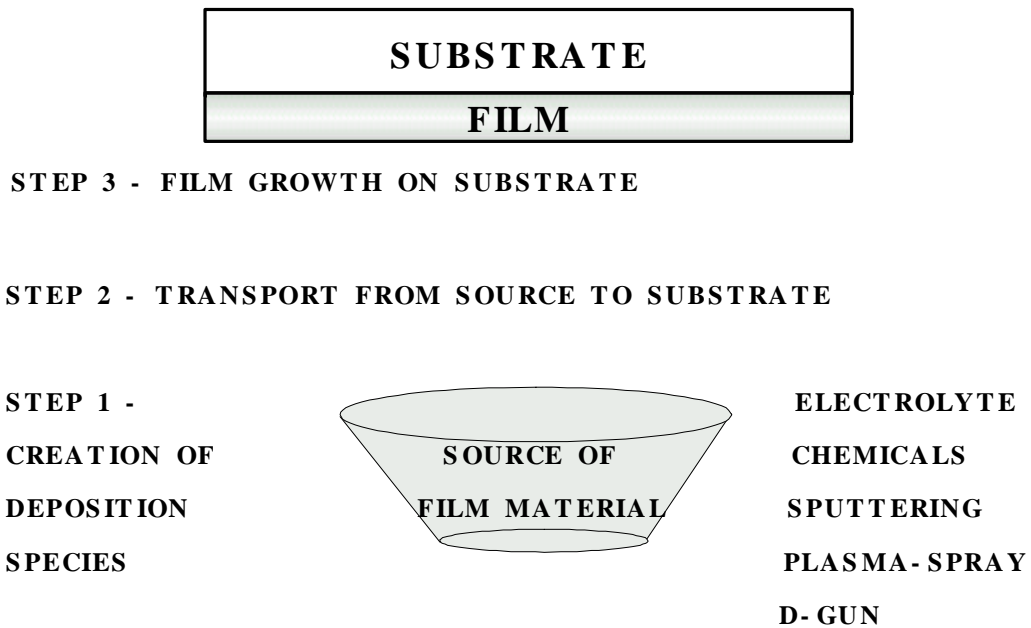 SUBSTRATE
FILM
STEP 3 - FILM GROWTH ON SUBSTRATE
STEP 2 - TRANSPORT FROM SOURCE TO SUBSTRATE
STEP 1 -
CREATION OF
DEPOSITION
SPECIES
SOURCE OF
FILM MATERIAL
ELECTROLYTE
CHEMICALS
SPUTTERING
PLASMA-SPRAY
D-GUN